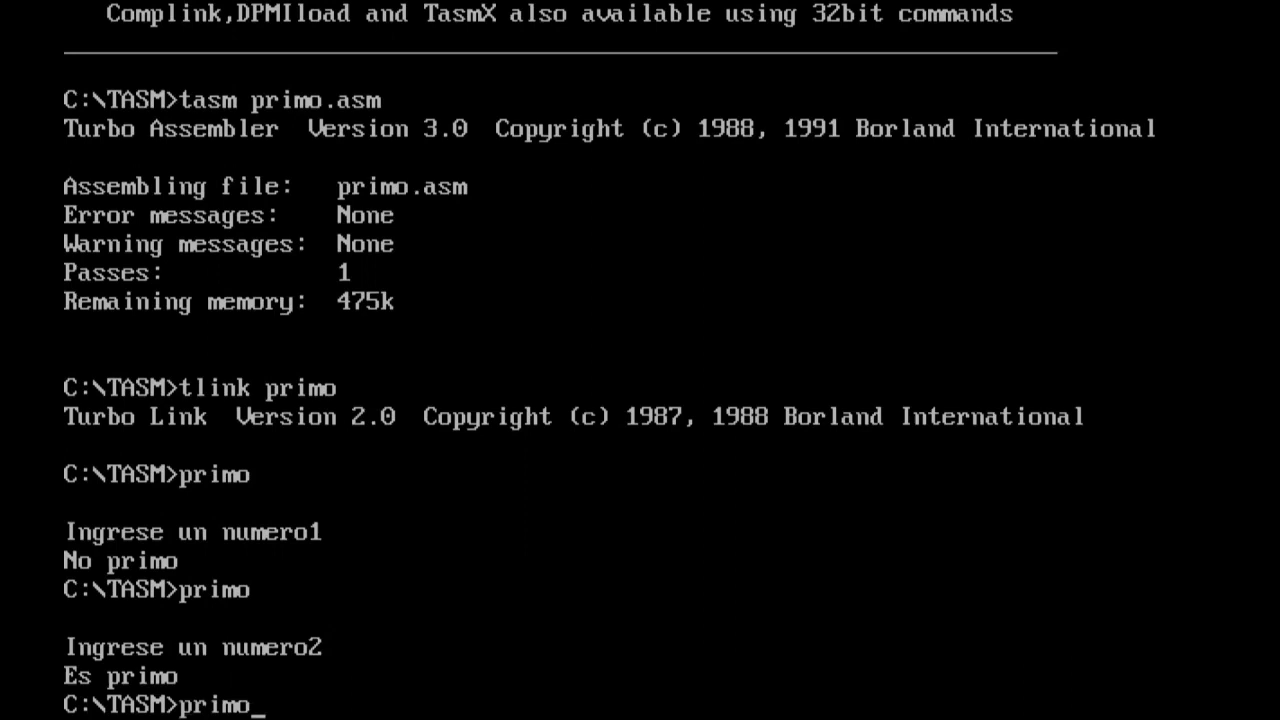 Complink,DPMIload and TasmX also available using 32bit commands
C:\TASM>tasm primo.asm
Turbo Assembler  Version 3.0  Copyright (c) 1988, 1991 Borland International
Assembling file:   primo.asm
Error messages:    None
Warning messages:  None
Passes:            1
Remaining memory:  475k
C:\TASM>tlink primo
Turbo Link  Version 2.0  Copyright (c) 1987, 1988 Borland International
C:\TASM>primo
Ingrese un numero1
No primo
C:\TASM>primo
Ingrese un numero2
Es primo
C:\TASM>primo_